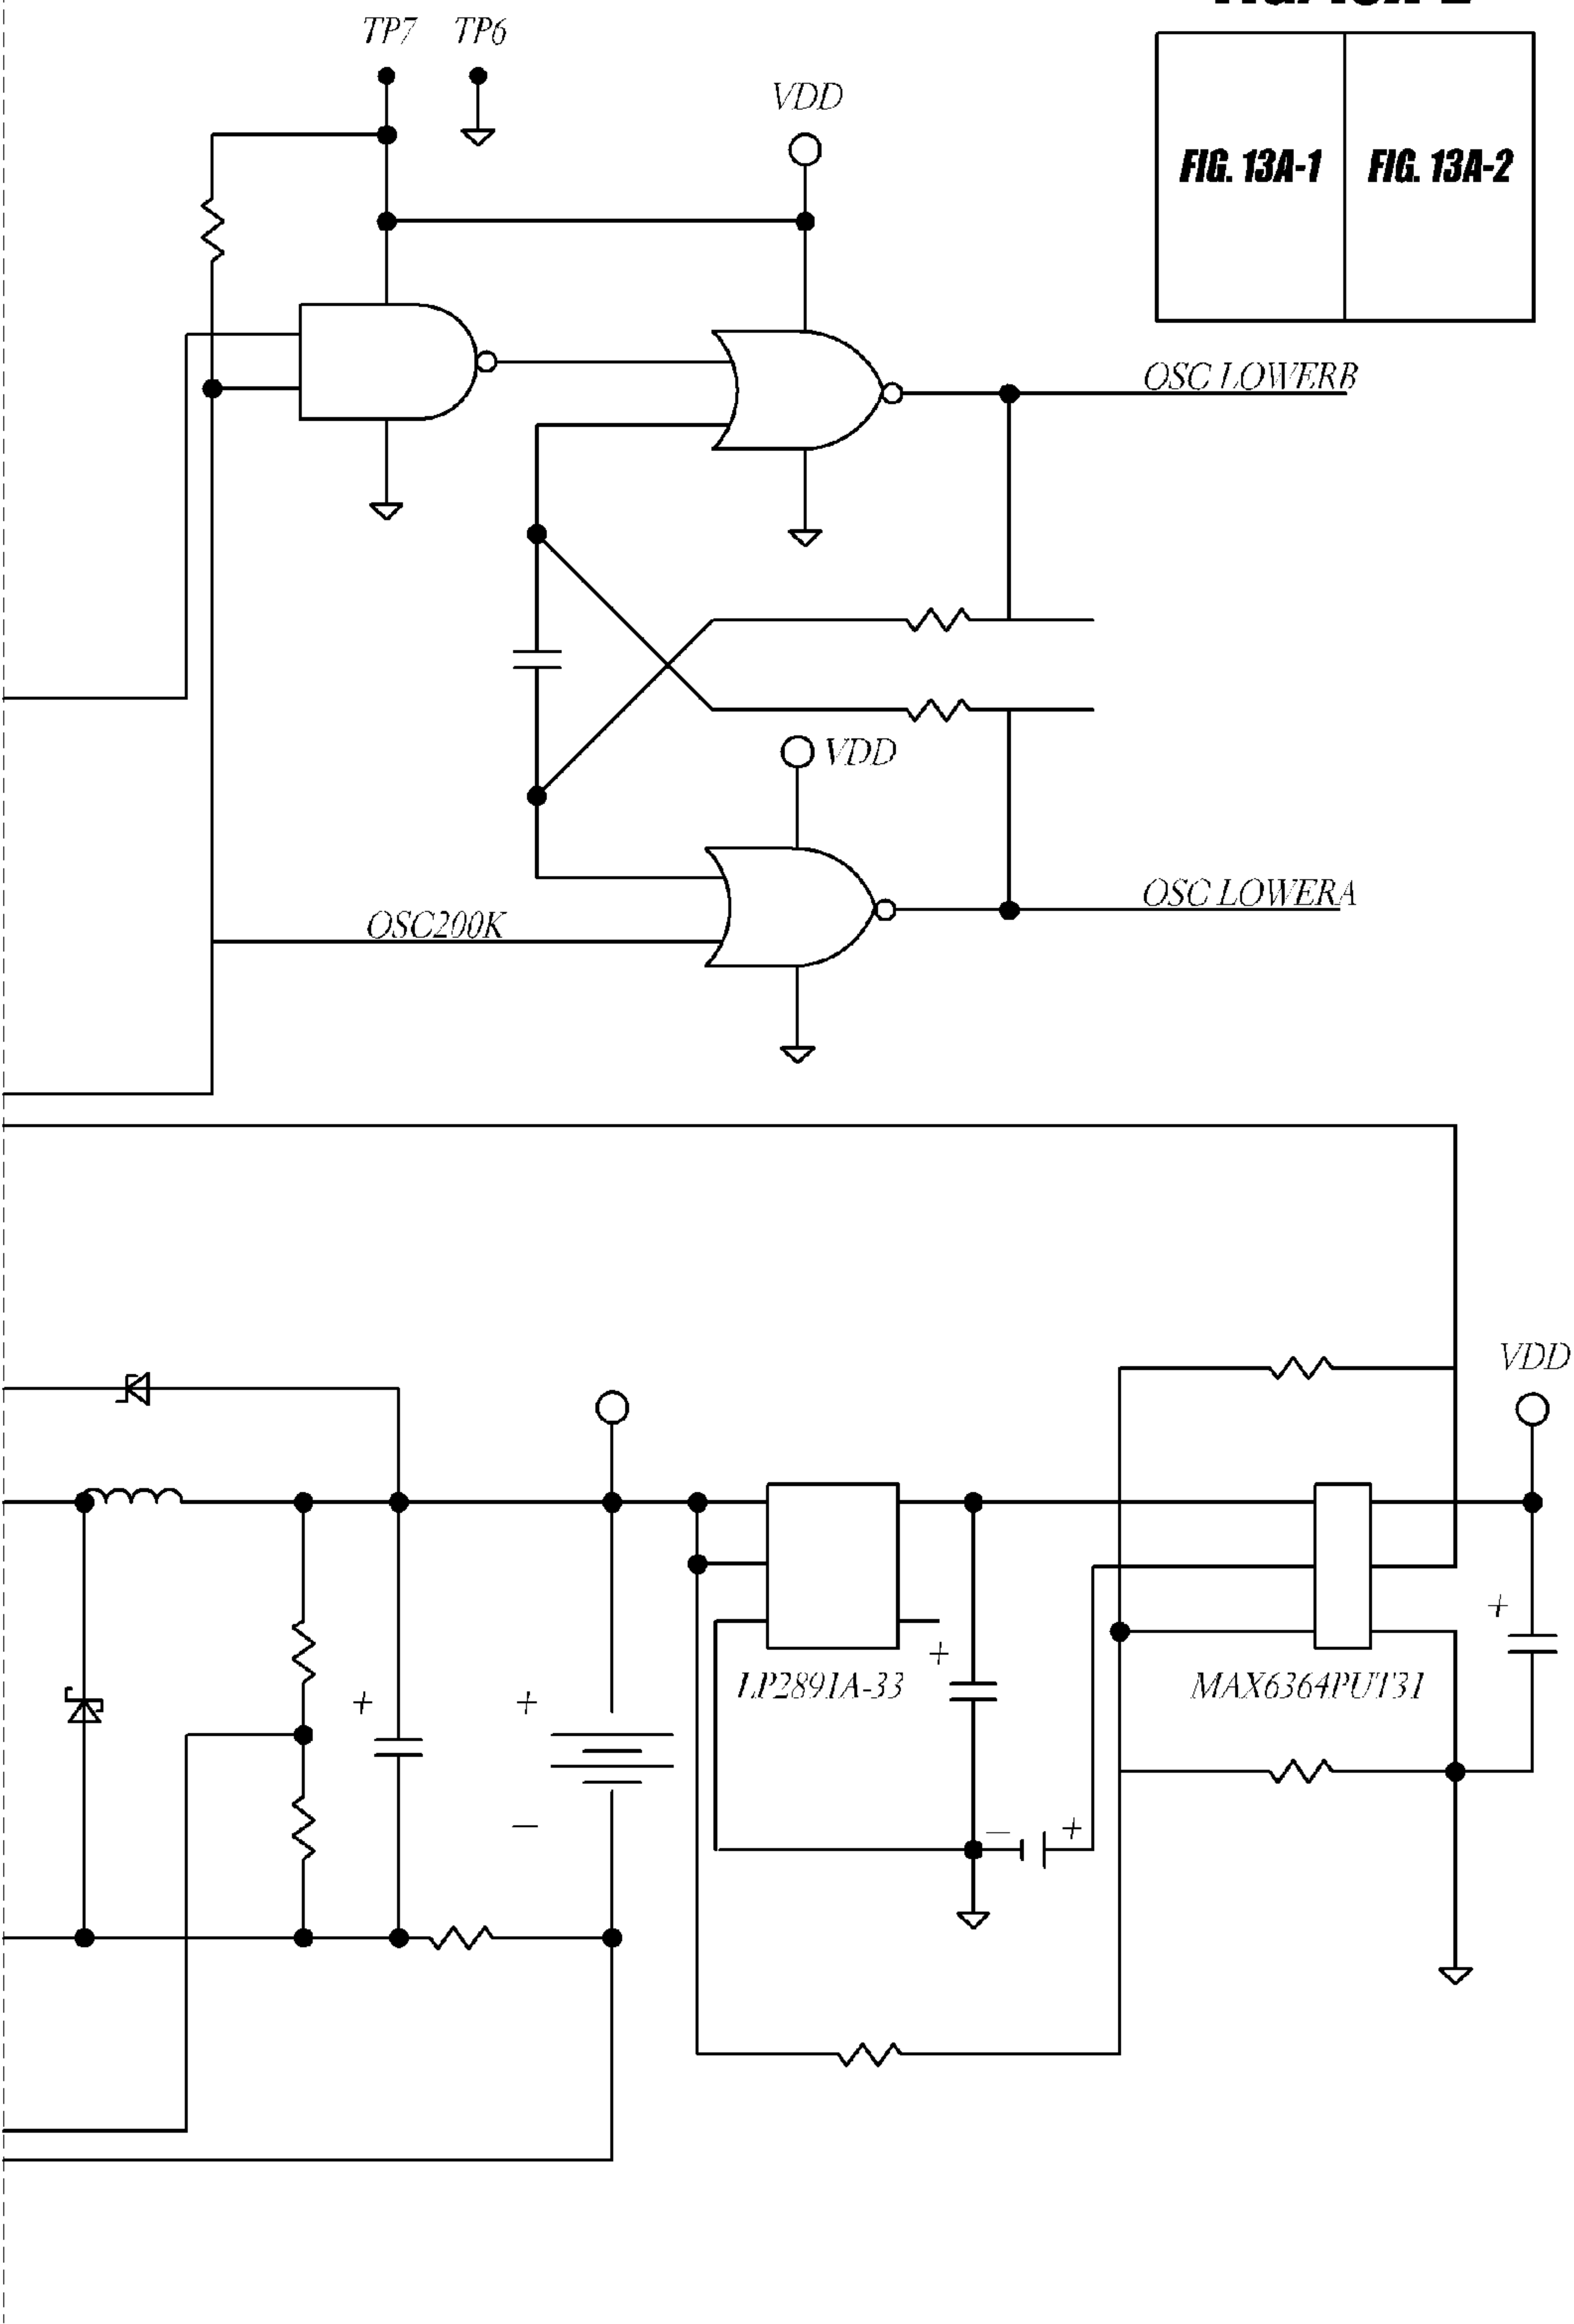 TP7 TP6
VDD
FIG. 13A-1 FIG. 13A-2
OSC LOWERB
VDD
OSC LOWERA
OSC200K
VDD
+
+ + LP2891A-33 MAX6364PUT31
+
-
- +